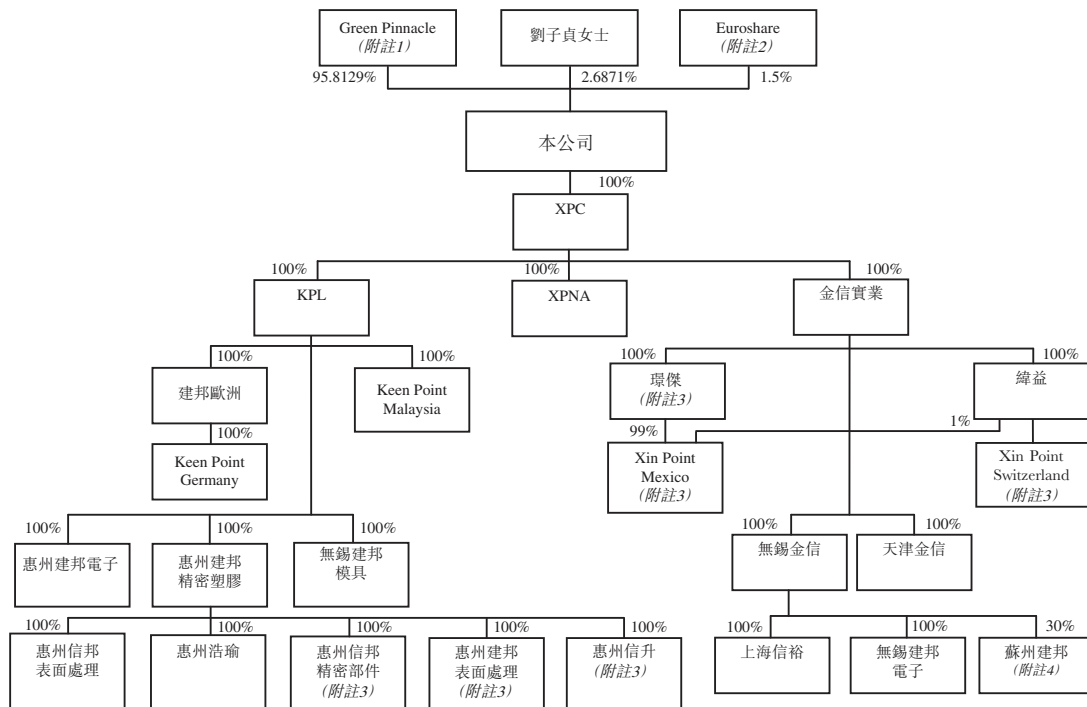 Green Pinnacle
(附註1)
劉子貞女士
Euroshare
(附註2)
95.8129%
2.6871%
1.5%
本公司
100%
XPC
100%
100%
100%
KPL
XPNA
金信實業
100%
100%
100%
100%
建邦歐洲
Keen Point
Malaysia
璟傑
(附註3)
緯益
100%
99%
1%
Keen Point
Germany
Xin Point
Mexico
(附註3)
Xin Point
Switzerland
(附註3)
100%
100%
100%
100%
100%
惠州建邦電子
惠州建邦
精密塑膠
無錫建邦
模具
無錫金信
天津金信
100%
100%
100%
100%
100%
100%
100%
30%
惠州信邦
表面處理
惠州浩瑜
惠州信邦
精密部件
(附註3)
惠州建邦
表面處理
(附註3)
惠州信升
(附註3)
上海信裕
無錫建邦
電子
蘇州建邦
(附註4)